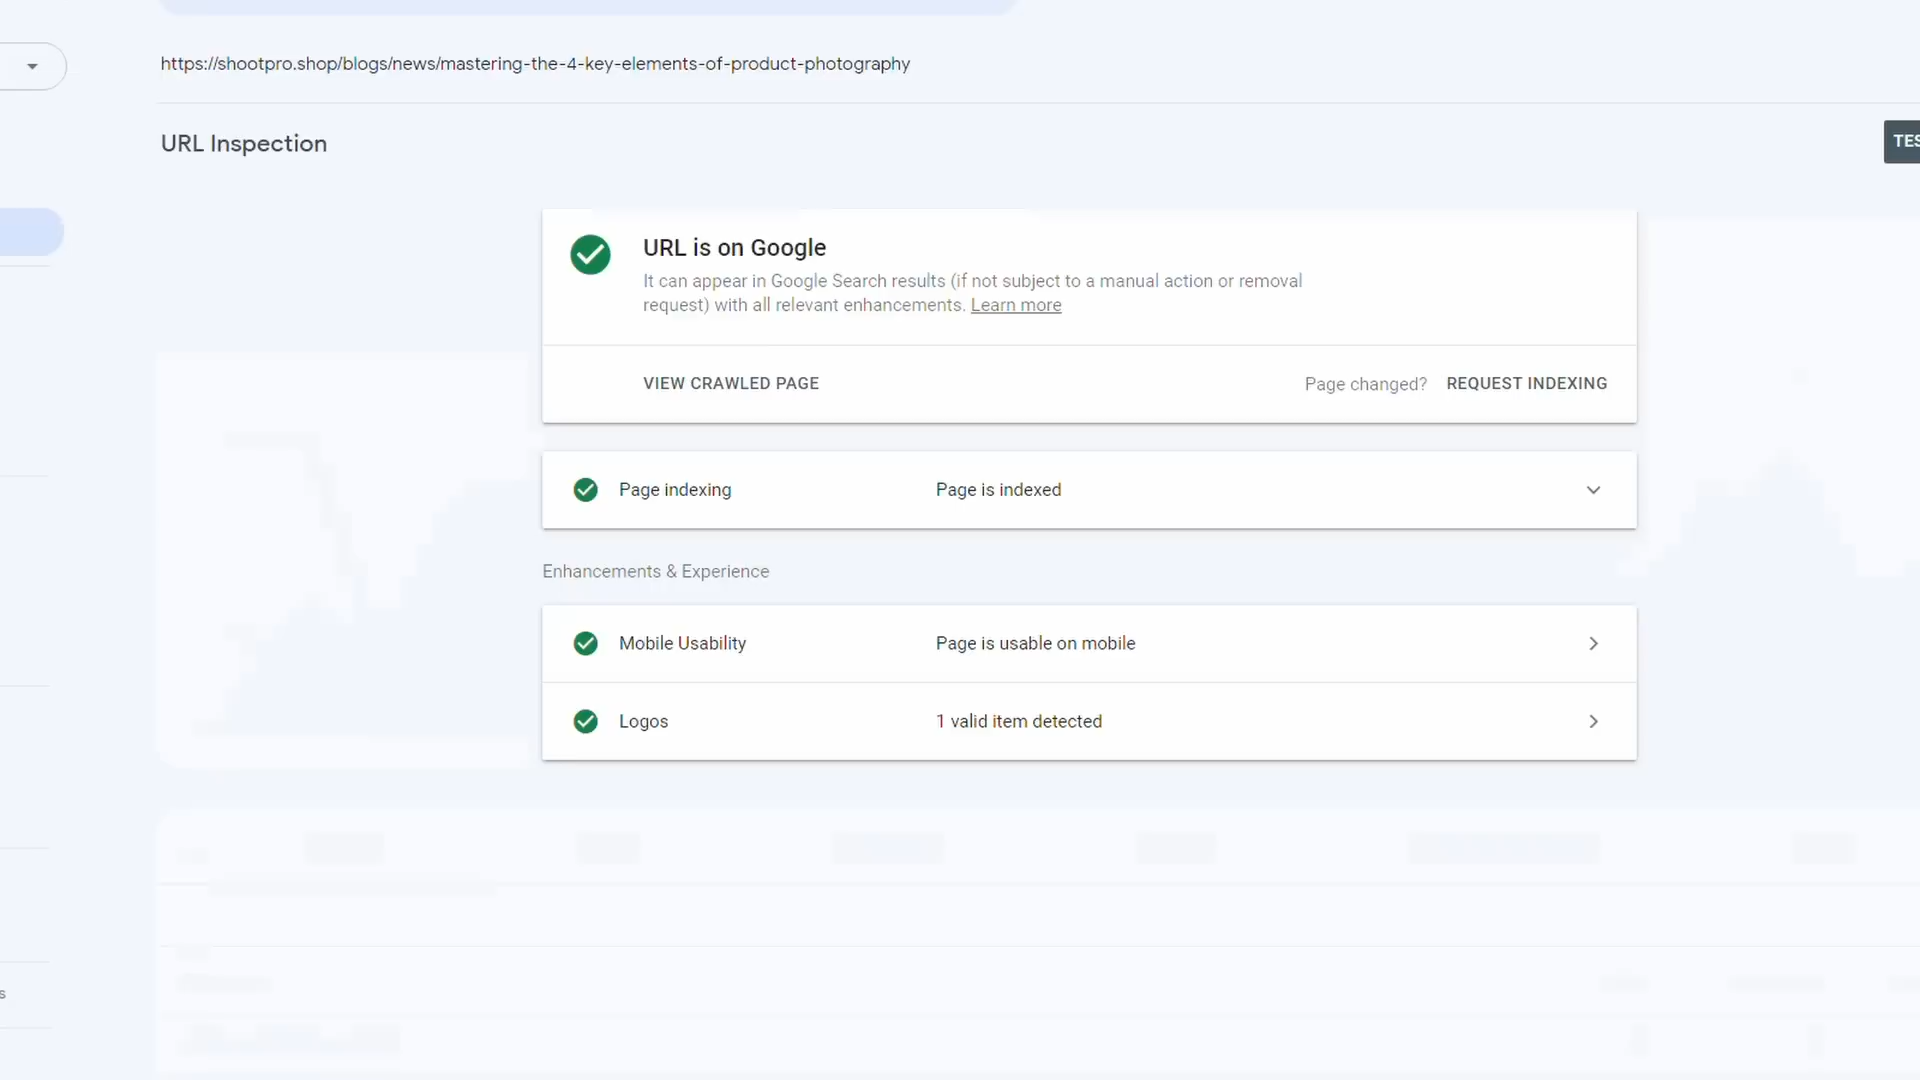 https://shootpro.shop/blogs/news/mastering-the-4-key-elements-of-product-photography
URL Inspection
TES
URL is on Google
It can appear in Google Search results (if not subject to a manual action or removal
request) with all relevant enhancements. Learn more
VIEW CRAWLED PAGE
Page changed? REQUEST INDEXING
Page indexing Page is indexed
Enhancements & Experience
Mobile Usability Page is usable on mobile
Logos 1 valid item detected
s